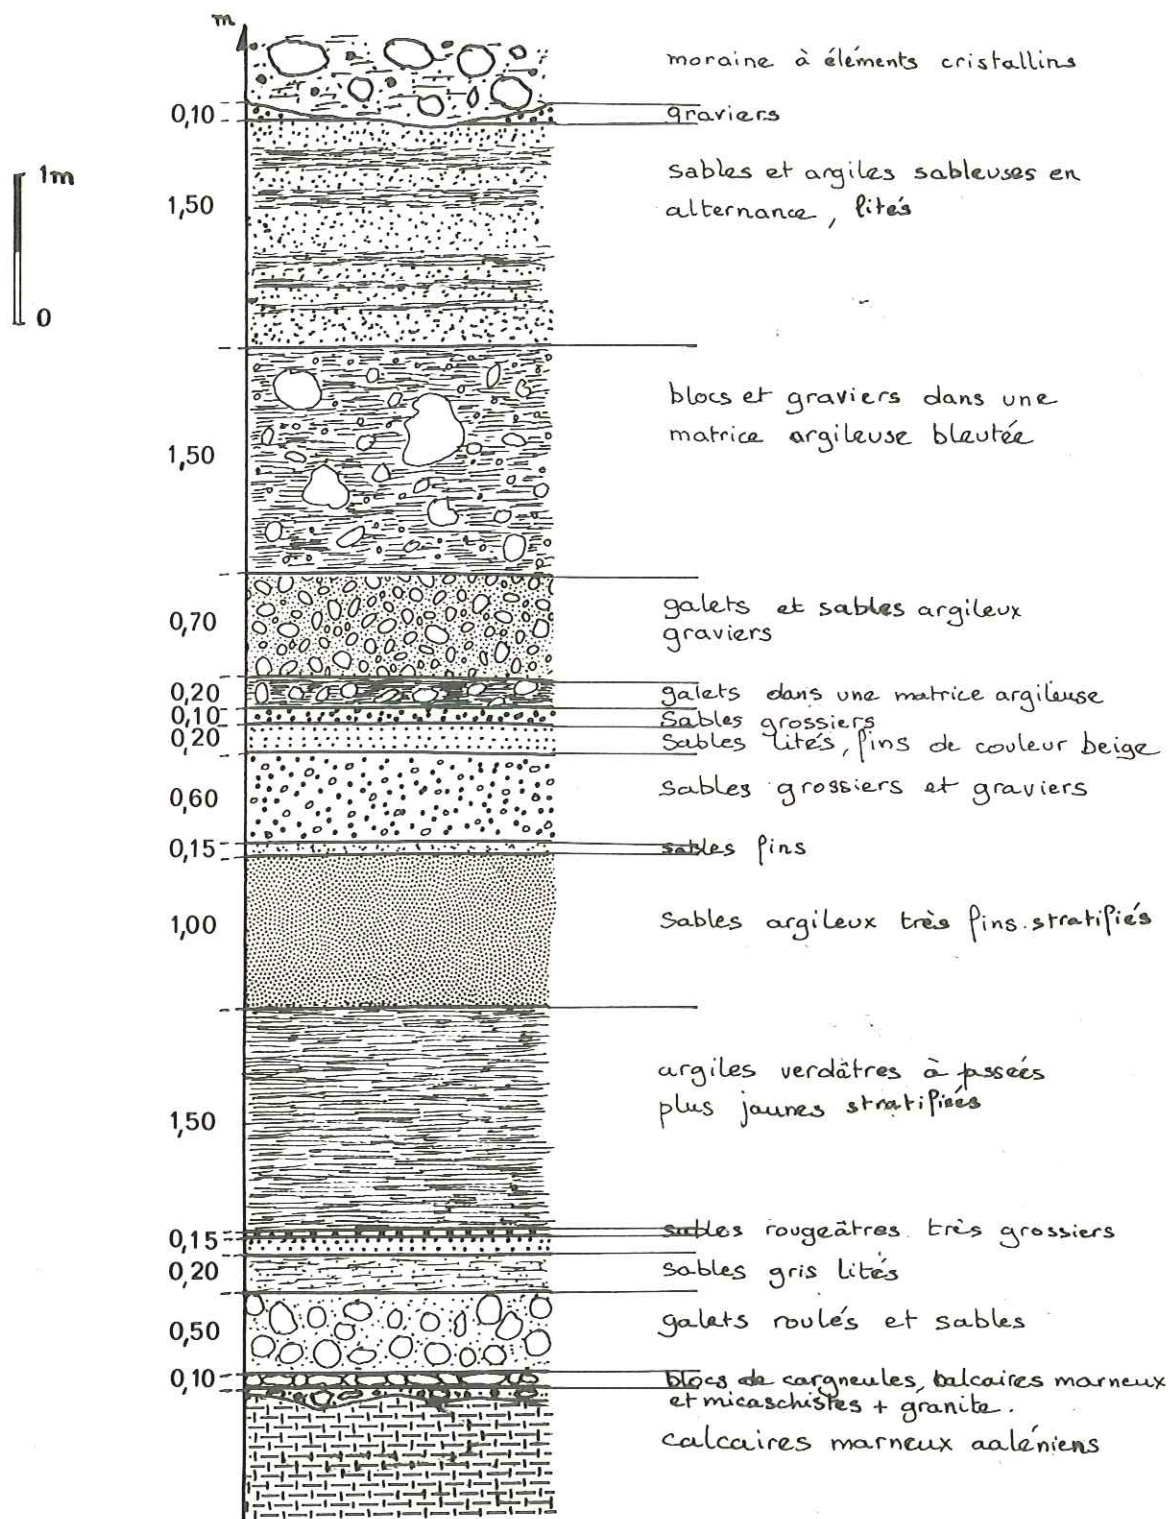 m
moraine à éléments cristallins
0,10
graviers
1m
0
1,50
sables et argiles sableuses en
alternance, lités
1,50
blocs et graviers dans une
matrice argileuse bleutée
0,70
galets et sables argileux
graviers
0,20
galets dans une matrice argileuse
0,10
Sables grossiers
0,20
Sables lités, fins de couleur beige
0,60
sables grossiers et graviers
0,15
sables fins
1,00
Sables argileux très fins stratifiés
1,50
argiles verdâtres à passées
plus jaunes stratifiées
0,15
sables rougeâtres très grossiers
0,20
sables gris lités
0,50
galets roulés et sables
0,10
blocs de cargneules, calcaires marneux
et micaschistes + granite.
calcaires marneux aaléniens